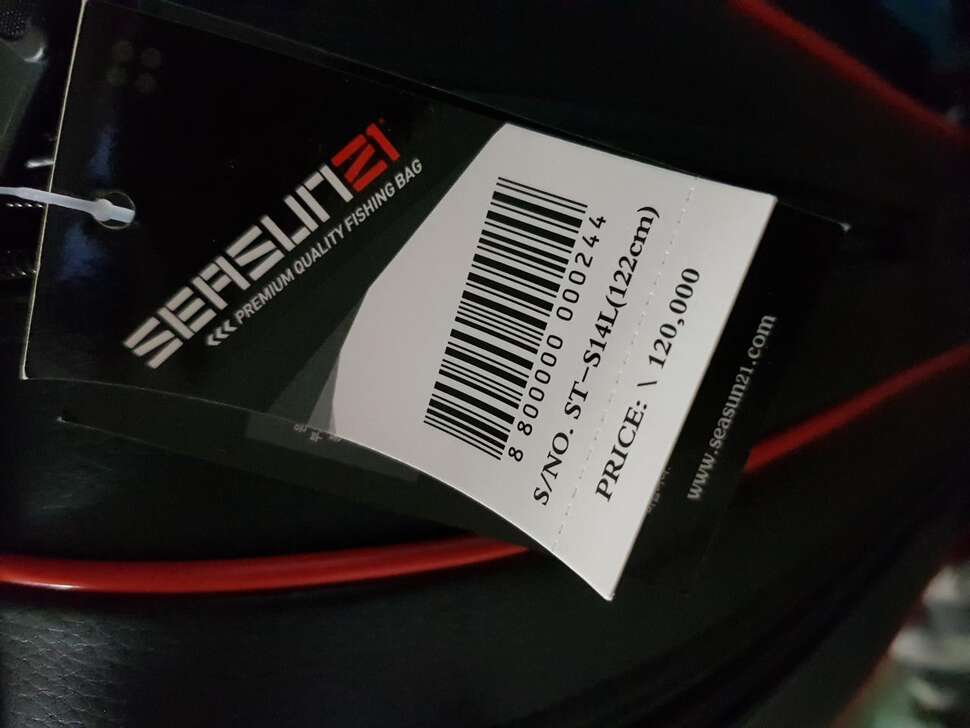 SEASUN21
<<< PREMIUM QUALITY FISHING BAG
8 800000 000244
S/NO. ST-S14L(122cm)
PRICE: \ 120,000
www.seasun21.com